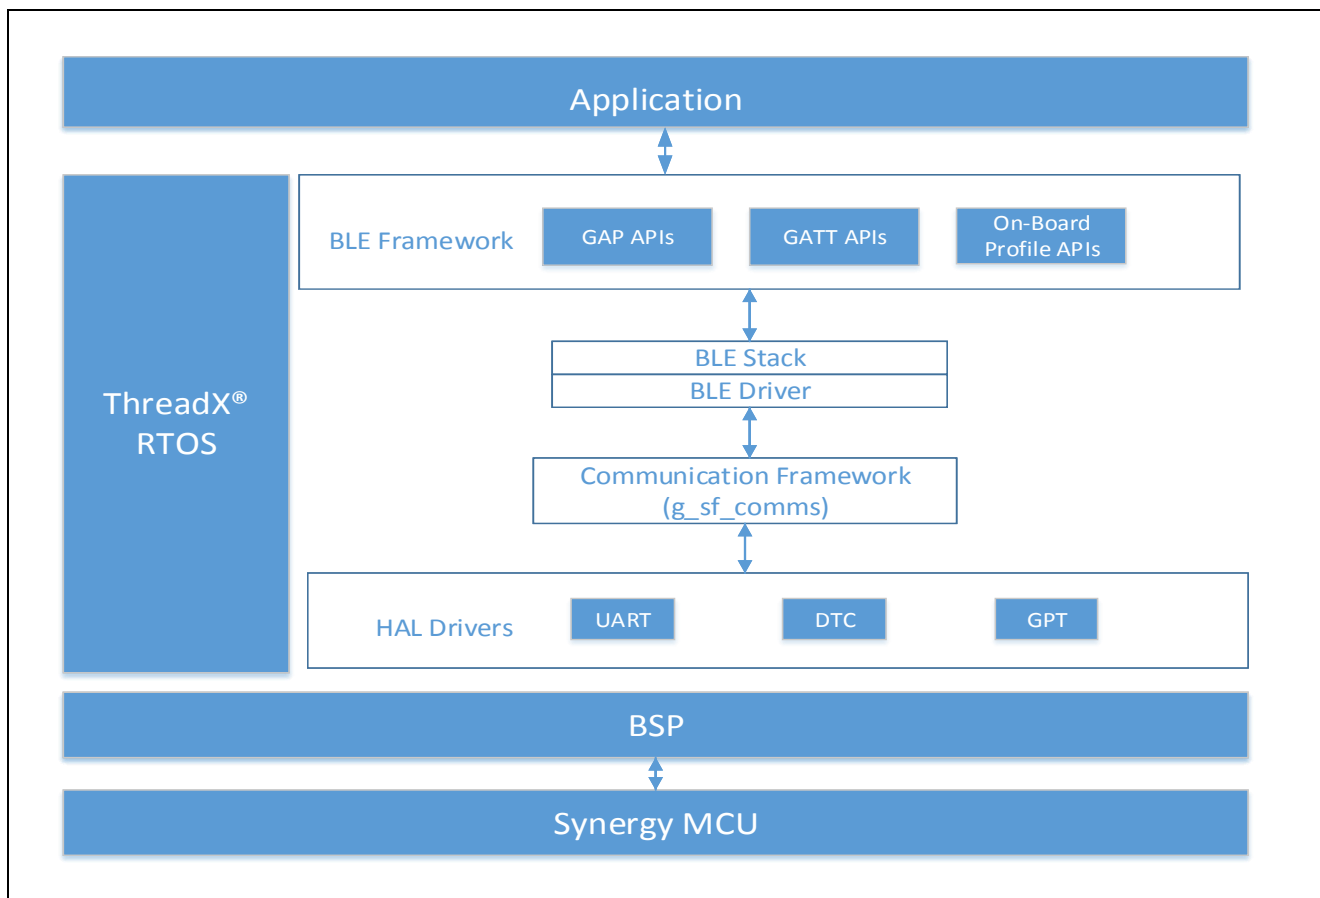 Application
BLE Framework
GAP APIs
GATT APIs
On-Board
Profile APIs
BLE Stack
BLE Driver
ThreadX®
RTOS
Communication Framework
(g_sf_comms)
HAL Drivers
UART
DTC
GPT
BSP
Synergy MCU